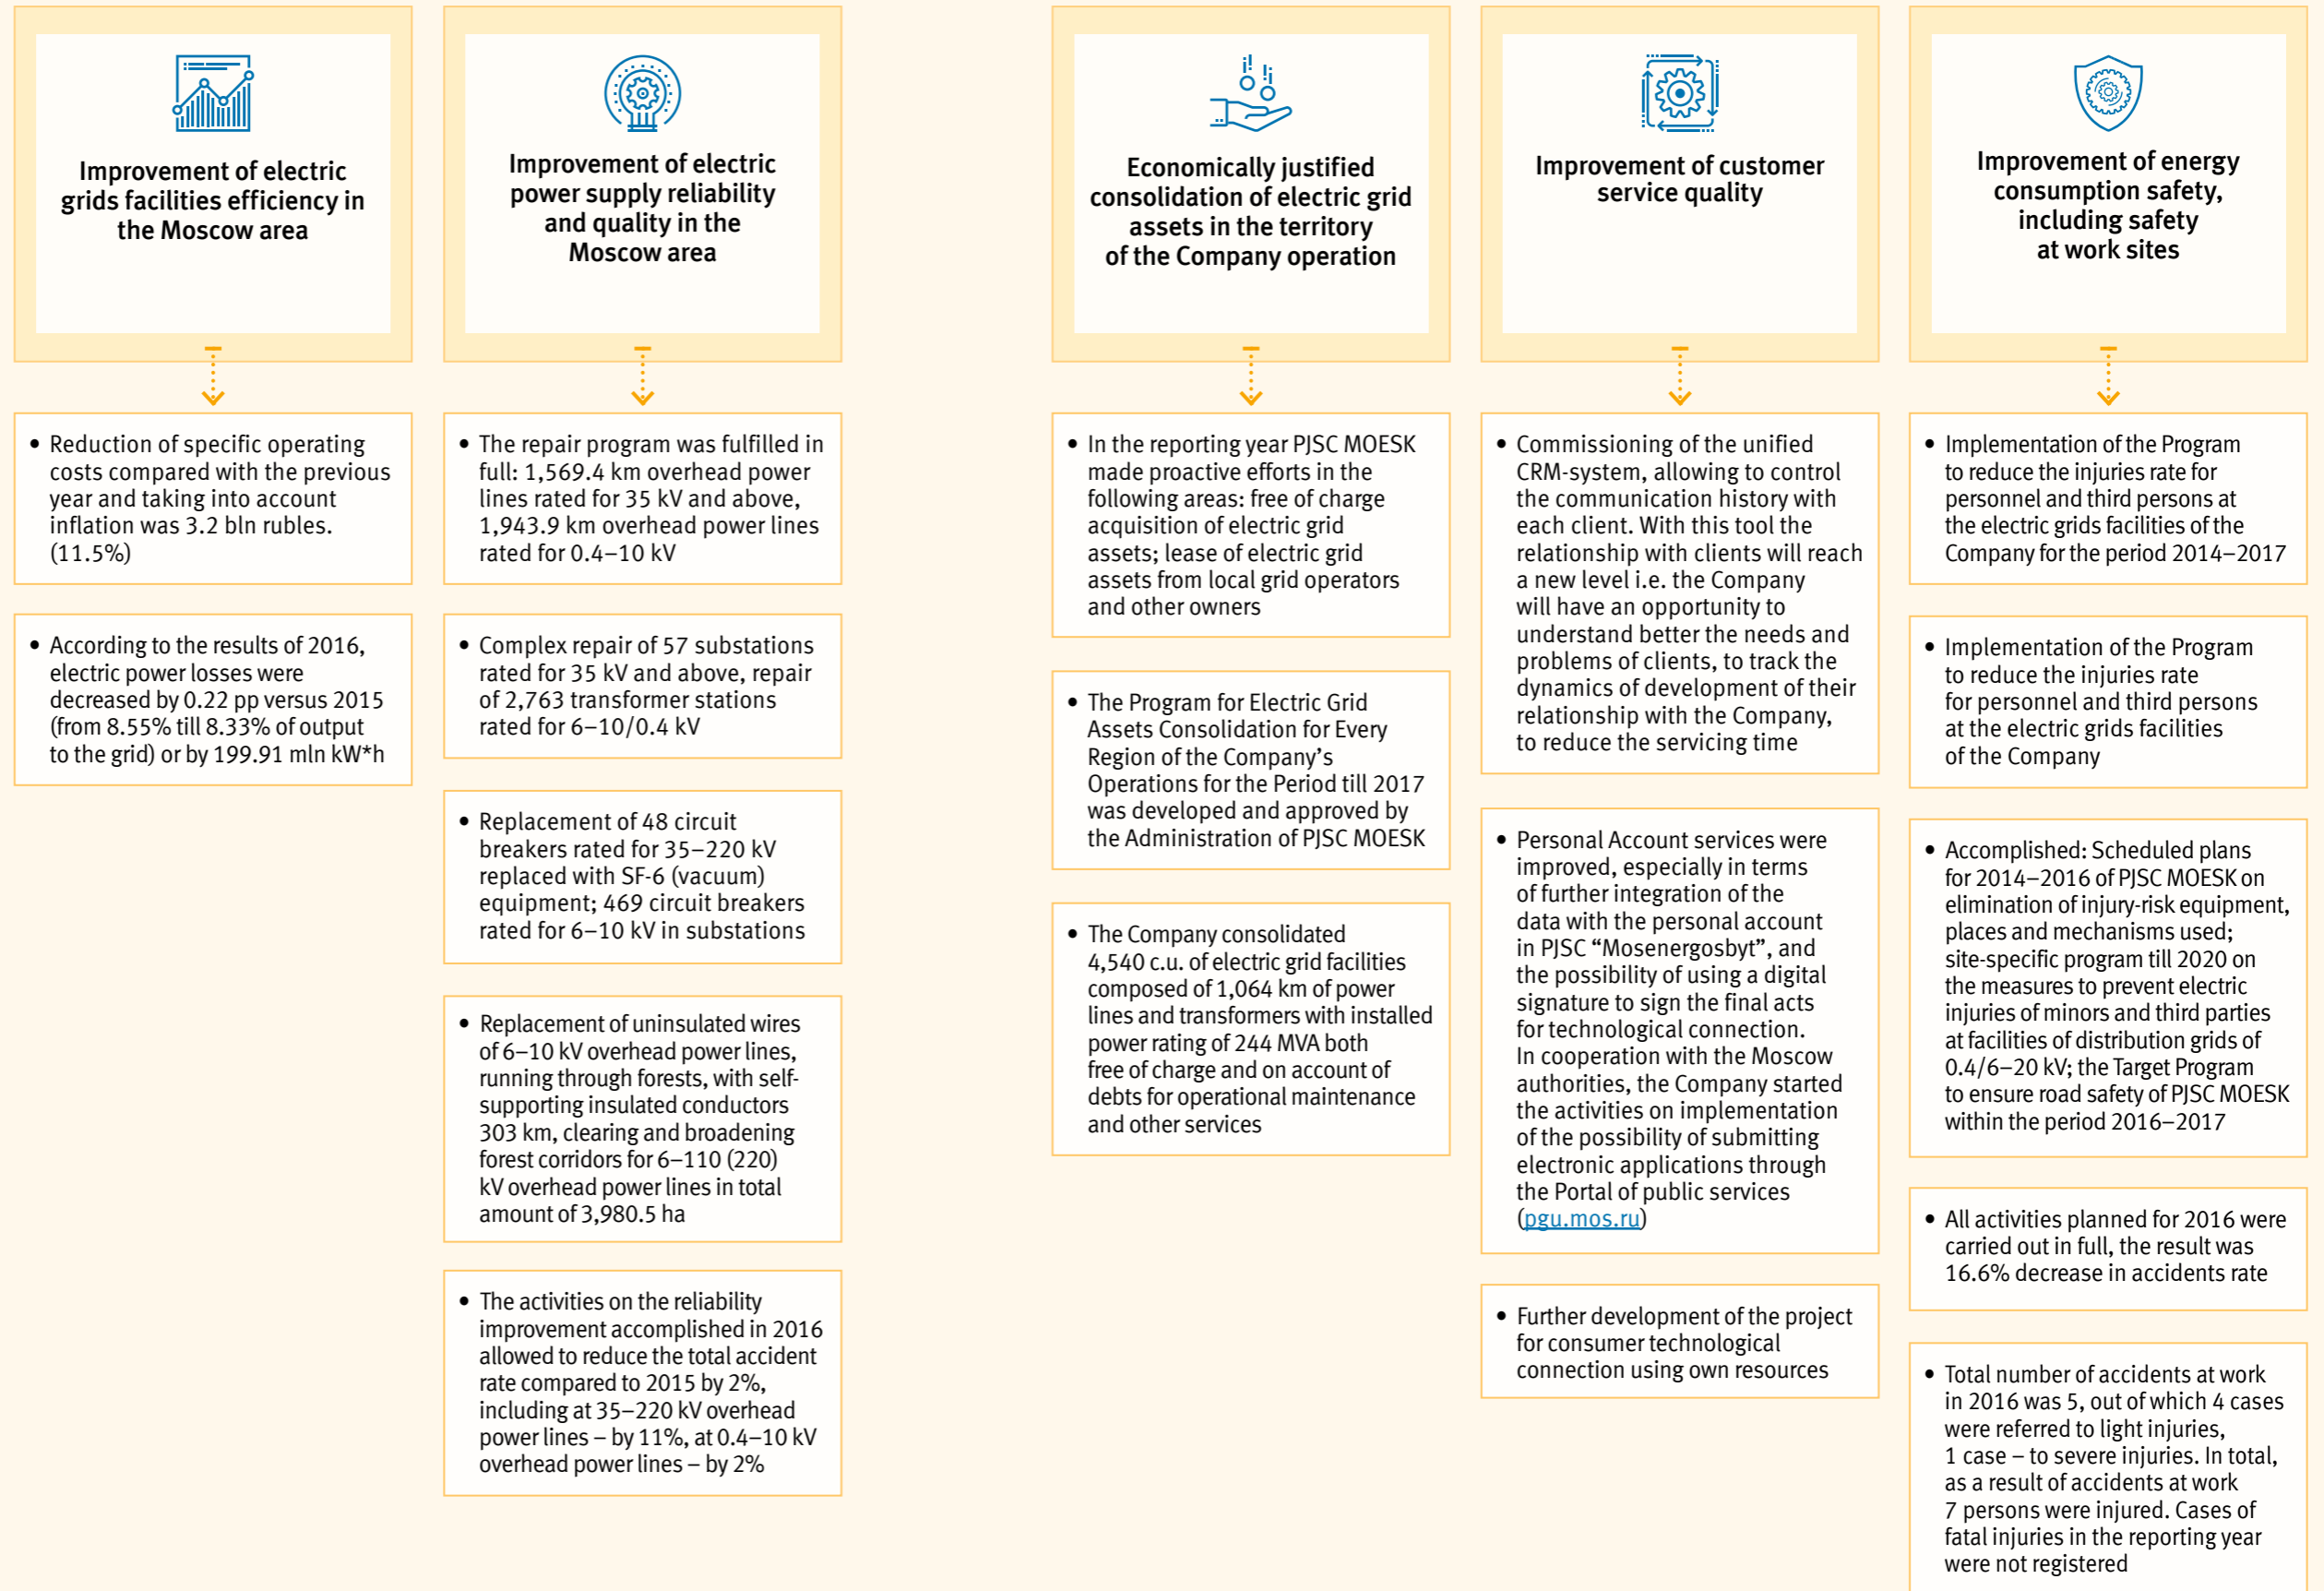 Improvement of electric
grids facilities efficiency in
the Moscow area
• Reduction of specific operating
costs compared with the previous
year and taking into account
inflation was 3.2 bln rubles.
(11.5%)
• According to the results of 2016,
electric power losses were
decreased by 0.22 pp versus 2015
(from 8.55% till 8.33% of output
to the grid) or by 199.91 mln kW*h
Improvement of electric
power supply reliability
and quality in the
Moscow area
• The repair program was fulfilled in
full: 1,569.4 km overhead power
lines rated for 35 kV and above,
1,943.9 km overhead power lines
rated for 0.4–10 kV
• Complex repair of 57 substations
rated for 35 kV and above, repair
of 2,763 transformer stations
rated for 6–10/0.4 kV
• Replacement of 48 circuit
breakers rated for 35–220 kV
replaced with SF-6 (vacuum)
equipment; 469 circuit breakers
rated for 6–10 kV in substations
• Replacement of uninsulated wires
of 6–10 kV overhead power lines,
running through forests, with self-
supporting insulated conductors
303 km, clearing and broadening
forest corridors for 6–110 (220)
kV overhead power lines in total
amount of 3,980.5 ha
• The activities on the reliability
improvement accomplished in 2016
allowed to reduce the total accident
rate compared to 2015 by 2%,
including at 35–220 kV overhead
power lines – by 11%, at 0.4–10 kV
overhead power lines – by 2%
Economically justified
consolidation of electric grid
assets in the territory
of the Company operation
• In the reporting year PJSC MOESK
made proactive efforts in the
following areas: free of charge
acquisition of electric grid
assets; lease of electric grid
assets from local grid operators
and other owners
• The Program for Electric Grid
Assets Consolidation for Every
Region of the Company’s
Operations for the Period till 2017
was developed and approved by
the Administration of PJSC MOESK
• The Company consolidated
4,540 c.u. of electric grid facilities
composed of 1,064 km of power
lines and transformers with installed
power rating of 244 MVA both
free of charge and on account of
debts for operational maintenance
and other services
Improvement of customer
service quality
• Commissioning of the unified
CRM-system, allowing to control
the communication history with
each client. With this tool the
relationship with clients will reach
a new level i.e. the Company
will have an opportunity to
understand better the needs and
problems of clients, to track the
dynamics of development of their
relationship with the Company,
to reduce the servicing time
• Personal Account services were
improved, especially in terms
of further integration of the
data with the personal account
in PJSC “Mosenergosbyt”, and
the possibility of using a digital
signature to sign the final acts
for technological connection.
In cooperation with the Moscow
authorities, the Company started
the activities on implementation
of the possibility of submitting
electronic applications through
the Portal of public services
(pgu.mos.ru)
• Further development of the project
for consumer technological
connection using own resources
Improvement of energy
consumption safety,
including safety
at work sites
• Implementation of the Program
to reduce the injuries rate for
personnel and third persons at
the electric grids facilities of the
Company for the period 2014–2017
• Implementation of the Program
to reduce the injuries rate
for personnel and third persons
at the electric grids facilities
of the Company
• Accomplished: Scheduled plans
for 2014–2016 of PJSC MOESK on
elimination of injury-risk equipment,
places and mechanisms used;
site-specific program till 2020 on
the measures to prevent electric
injuries of minors and third parties
at facilities of distribution grids of
0.4/6–20 kV; the Target Program
to ensure road safety of PJSC MOESK
within the period 2016–2017
• All activities planned for 2016 were
carried out in full, the result was
16.6% decrease in accidents rate
• Total number of accidents at work
in 2016 was 5, out of which 4 cases
were referred to light injuries,
1 case – to severe injuries. In total,
as a result of accidents at work
7 persons were injured. Cases of
fatal injuries in the reporting year
were not registered